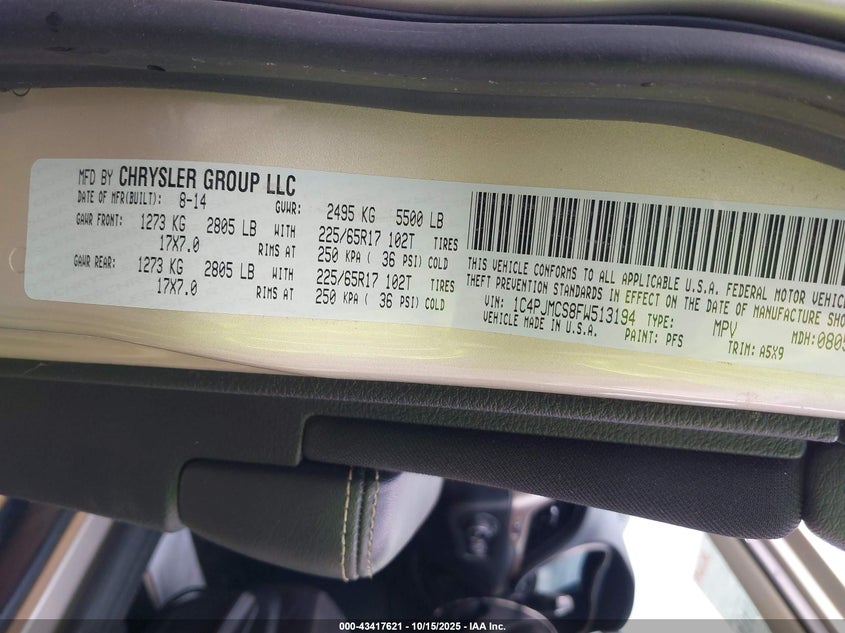 MFD BY CHRYSLER GROUP LLC
DATE OF MFR(BUILT): 8-14 GVWR: 2495 KG 5500 LB
GAWR FRONT: 1273 KG 2805 LB WITH 225/65R17 102T TIRES
17X7.0 RIMS AT 250 KPA ( 36 PSI) COLD
GAWR REAR: 1273 KG 2805 LB WITH 225/65R17 102T TIRES
17X7.0 RIMS AT 250 KPA ( 36 PSI) COLD
THIS VEHICLE CONFORMS TO ALL APPLICABLE U.S.A. FEDERAL MOTOR VEHIC
THEFT PREVENTION STANDARDS IN EFFECT ON THE DATE OF MANUFACTURE SHO
VIN: 1C4PJMCS8FW513194 TYPE: MPV MDH:0805
VEHICLE MADE IN U.S.A. PAINT: PFS TRIM: A5X9
000-43417621 - 10/15/2025 - IAA Inc.